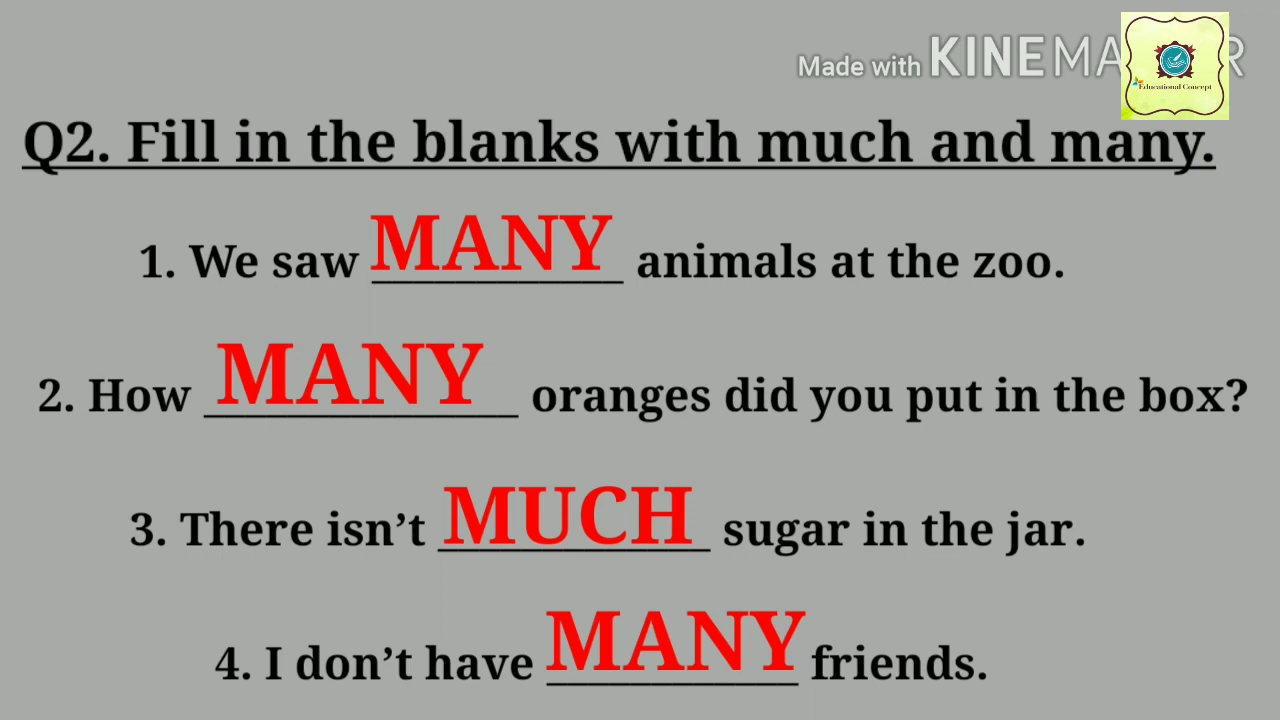 Made with KINEMA R
Educational Concept
Q2. Fill in the blanks with much and many.
1. We saw MANY animals at the zoo.
2. How MANY oranges did you put in the box?
3. There isn’t MUCH sugar in the jar.
4. I don’t have MANY friends.